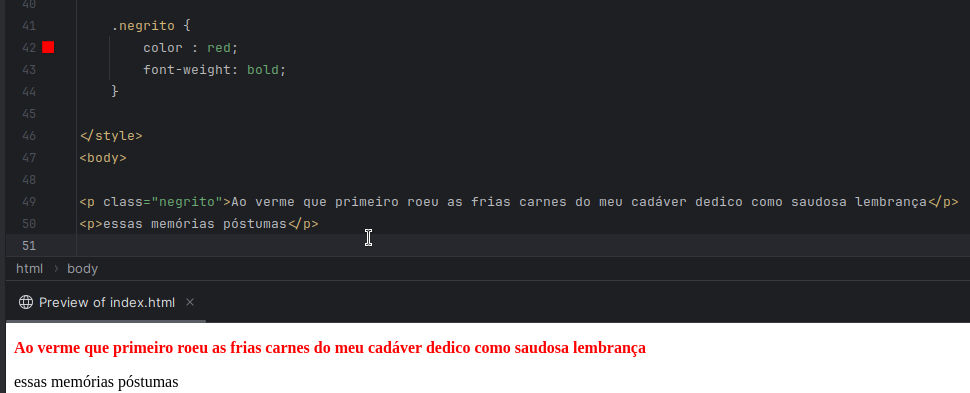 40
41 .negrito {
42 color : red;
43 font-weight: bold;
44 }
45
46 </style>
47 <body>
48
49 <p class="negrito">Ao verme que primeiro roeu as frias carnes do meu cadáver dedico como saudosa lembrança</p>
50 <p>essas memórias póstumas</p>
51
html › body
Preview of index.html ×
Ao verme que primeiro roeu as frias carnes do meu cadáver dedico como saudosa lembrança
essas memórias póstumas